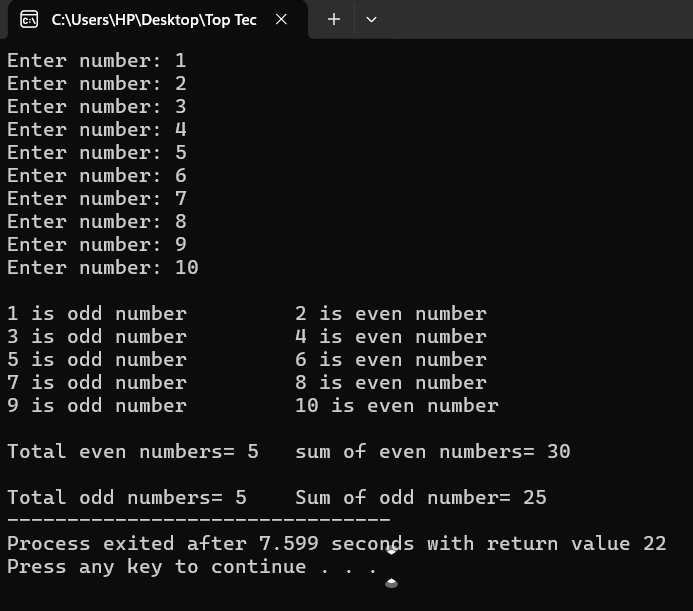 C:\Users\HP\Desktop\Top Tec
Enter number: 1
Enter number: 2
Enter number: 3
Enter number: 4
Enter number: 5
Enter number: 6
Enter number: 7
Enter number: 8
Enter number: 9
Enter number: 10
1 is odd number         2 is even number
3 is odd number         4 is even number
5 is odd number         6 is even number
7 is odd number         8 is even number
9 is odd number         10 is even number
Total even numbers= 5   sum of even numbers= 30
Total odd numbers= 5    Sum of odd number= 25
--------------------------------
Process exited after 7.599 seconds with return value 22
Press any key to continue . . .